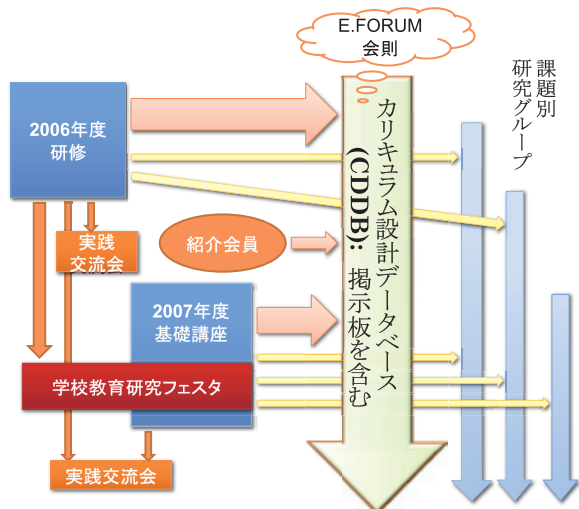 E.FORUM
会則
課題別
研究グループ
2006年度
研修
カリキュラム設計データベース
(CDDB): 掲示板を含む
実践
交流会
紹介会員
2007年度
基礎講座
学校教育研究フェスタ
実践交流会